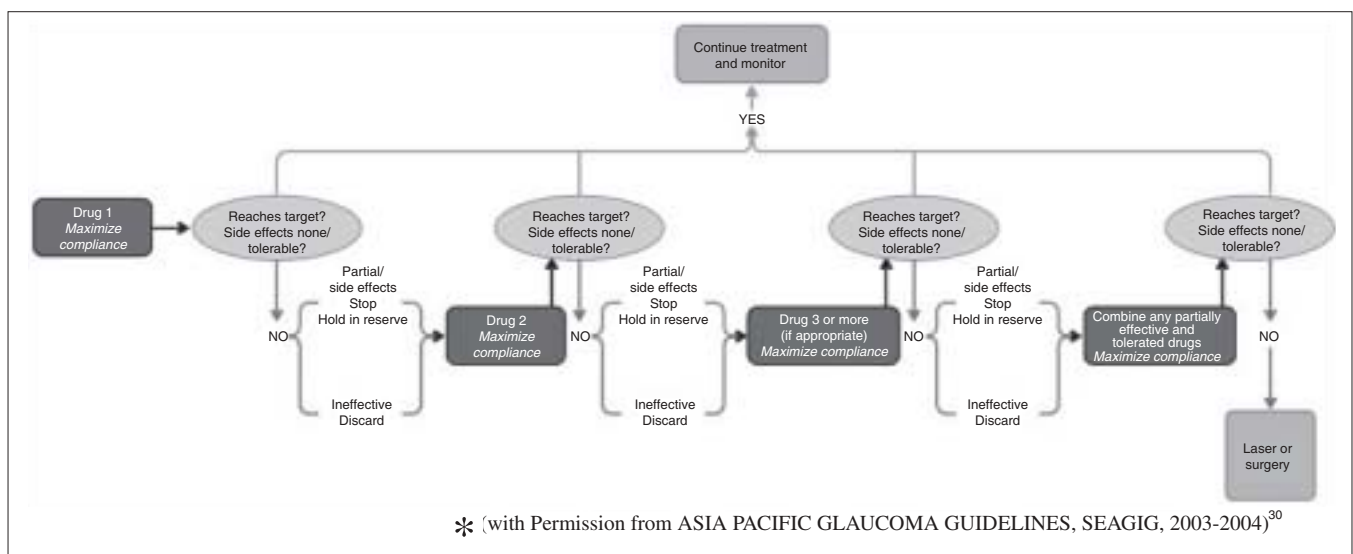 Continue treatment
and monitor
YES
Drug 1
Maximize
compliance
Reaches target?
Side effects none/
tolerable?
Reaches target?
Side effects none/
tolerable?
Reaches target?
Side effects none/
tolerable?
Reaches target?
Side effects none/
tolerable?
NO
Partial/
side effects
Stop
Hold in reserve
Ineffective
Discard
Drug 2
Maximize
compliance
NO
Partial/
side effects
Stop
Hold in reserve
Ineffective
Discard
Drug 3 or more
(if appropriate)
Maximize compliance
NO
Partial/
side effects
Stop
Hold in reserve
Ineffective
Discard
Combine any partially
effective and
tolerated drugs
Maximize compliance
NO
Laser or
surgery
* (with Permission from ASIA PACIFIC GLAUCOMA GUIDELINES, SEAGIG, 2003-2004)30